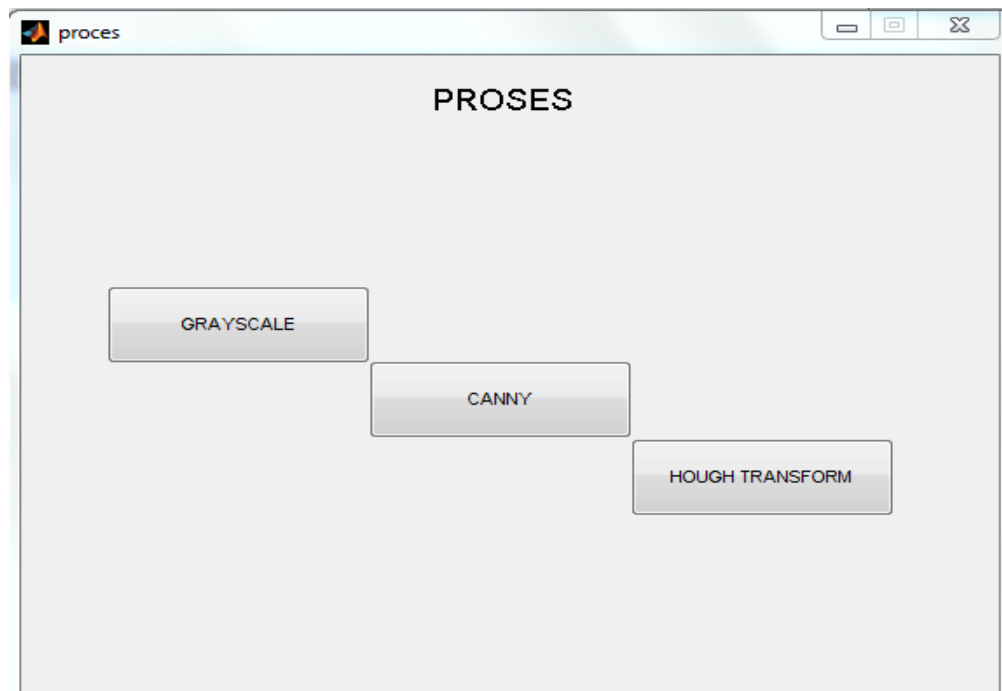 proces
PROSES
GRAYSCALE
CANNY
HOUGH TRANSFORM